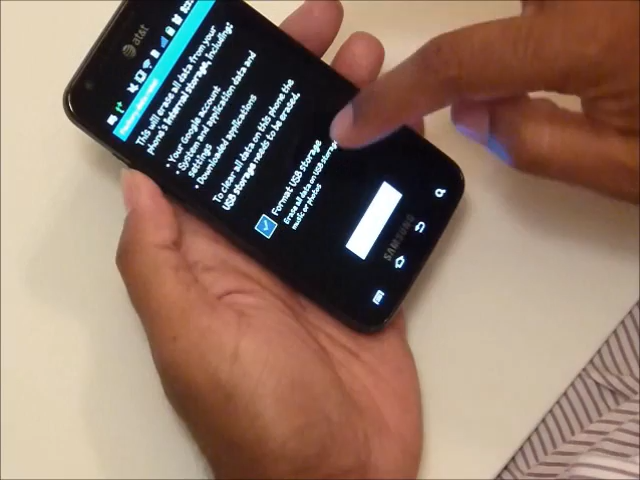 at&t
This will erase all data from your
phone's internal storage, including:
• Your Google account
• System and application data and
settings
• Downloaded applications
To clear all data on this phone the
USB storage needs to be erased.
Format USB storage
Erase all data on USB storage,
music or photos
SAMSUNG